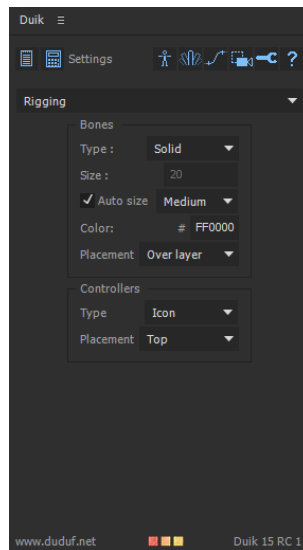 Duik
Settings
?
Rigging
Bones
Type : Solid
Size : 20
Auto size Medium
Color: # FF0000
Placement Over layer
Controllers
Type Icon
Placement Top
www.duduf.net Duik 15 RC 1